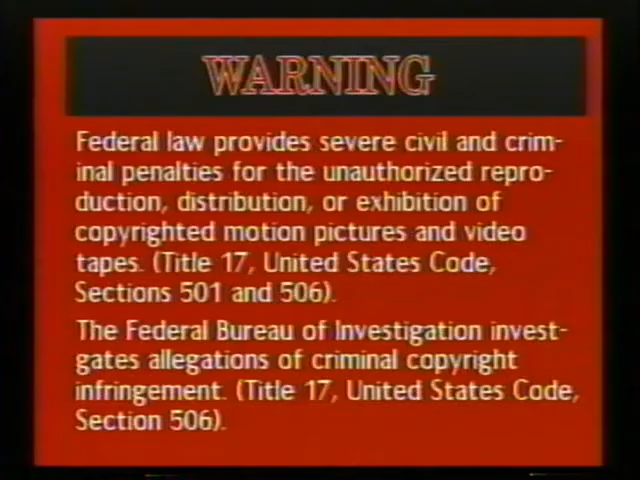 WARNING
Federal law provides severe civil and crim-
inal penalties for the unauthorized repro-
duction, distribution, or exhibition of
copyrighted motion pictures and video
tapes. (Title 17, United States Code,
Sections 501 and 506).
The Federal Bureau of Investigation invest-
gates allegations of criminal copyright
infringement. (Title 17, United States Code,
Section 506).